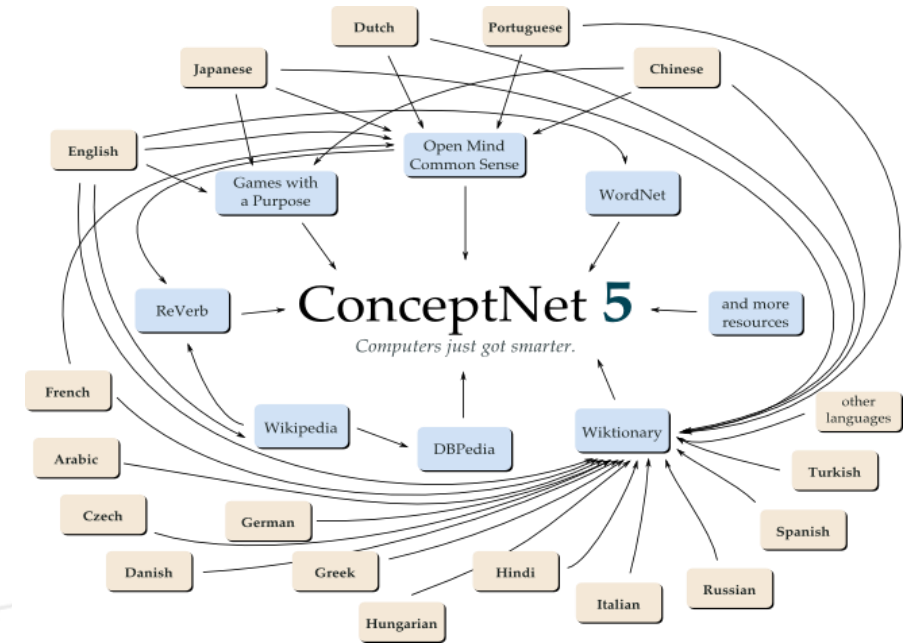 Dutch
Portuguese
Japanese
Chinese
English
Open Mind
Common Sense
Games with
a Purpose
WordNet
ConceptNet 5
Computers just got smarter.
ReVerb
and more
resources
French
other
languages
Wikipedia
Wiktionary
DBPedia
Arabic
Turkish
Czech
German
Spanish
Danish
Greek
Hindi
Russian
Italian
Hungarian